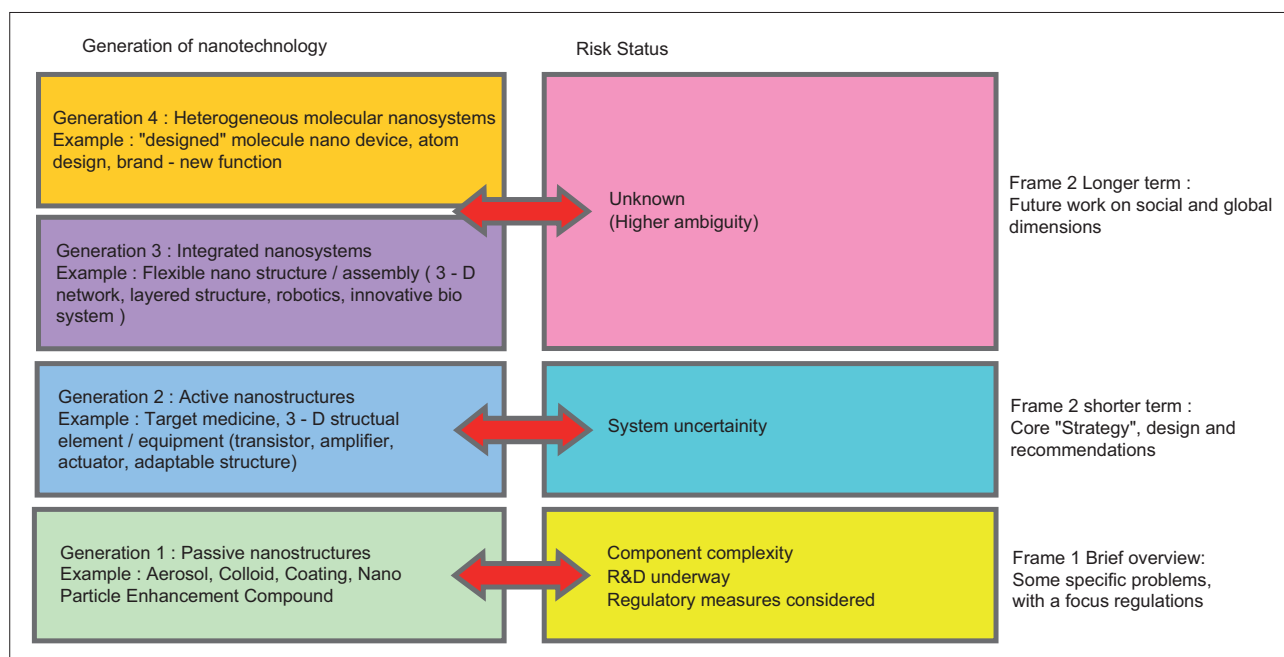 Generation of nanotechnology
Risk Status
Generation 4 : Heterogeneous molecular nanosystems
Example : "designed" molecule nano device, atom
design, brand - new function
Generation 3 : Integrated nanosystems
Example : Flexible nano structure / assembly ( 3 - D
network, layered structure, robotics, innovative bio
system )
Unknown
(Higher ambiguity)
Frame 2 Longer term :
Future work on social and global
dimensions
Generation 2 : Active nanostructures
Example : Target medicine, 3 - D structual
element / equipment (transistor, amplifier,
actuator, adaptable structure)
System uncertainity
Frame 2 shorter term :
Core "Strategy", design and
recommendations
Generation 1 : Passive nanostructures
Example : Aerosol, Colloid, Coating, Nano
Particle Enhancement Compound
Component complexity
R&D underway
Regulatory measures considered
Frame 1 Brief overview:
Some specific problems,
with a focus regulations